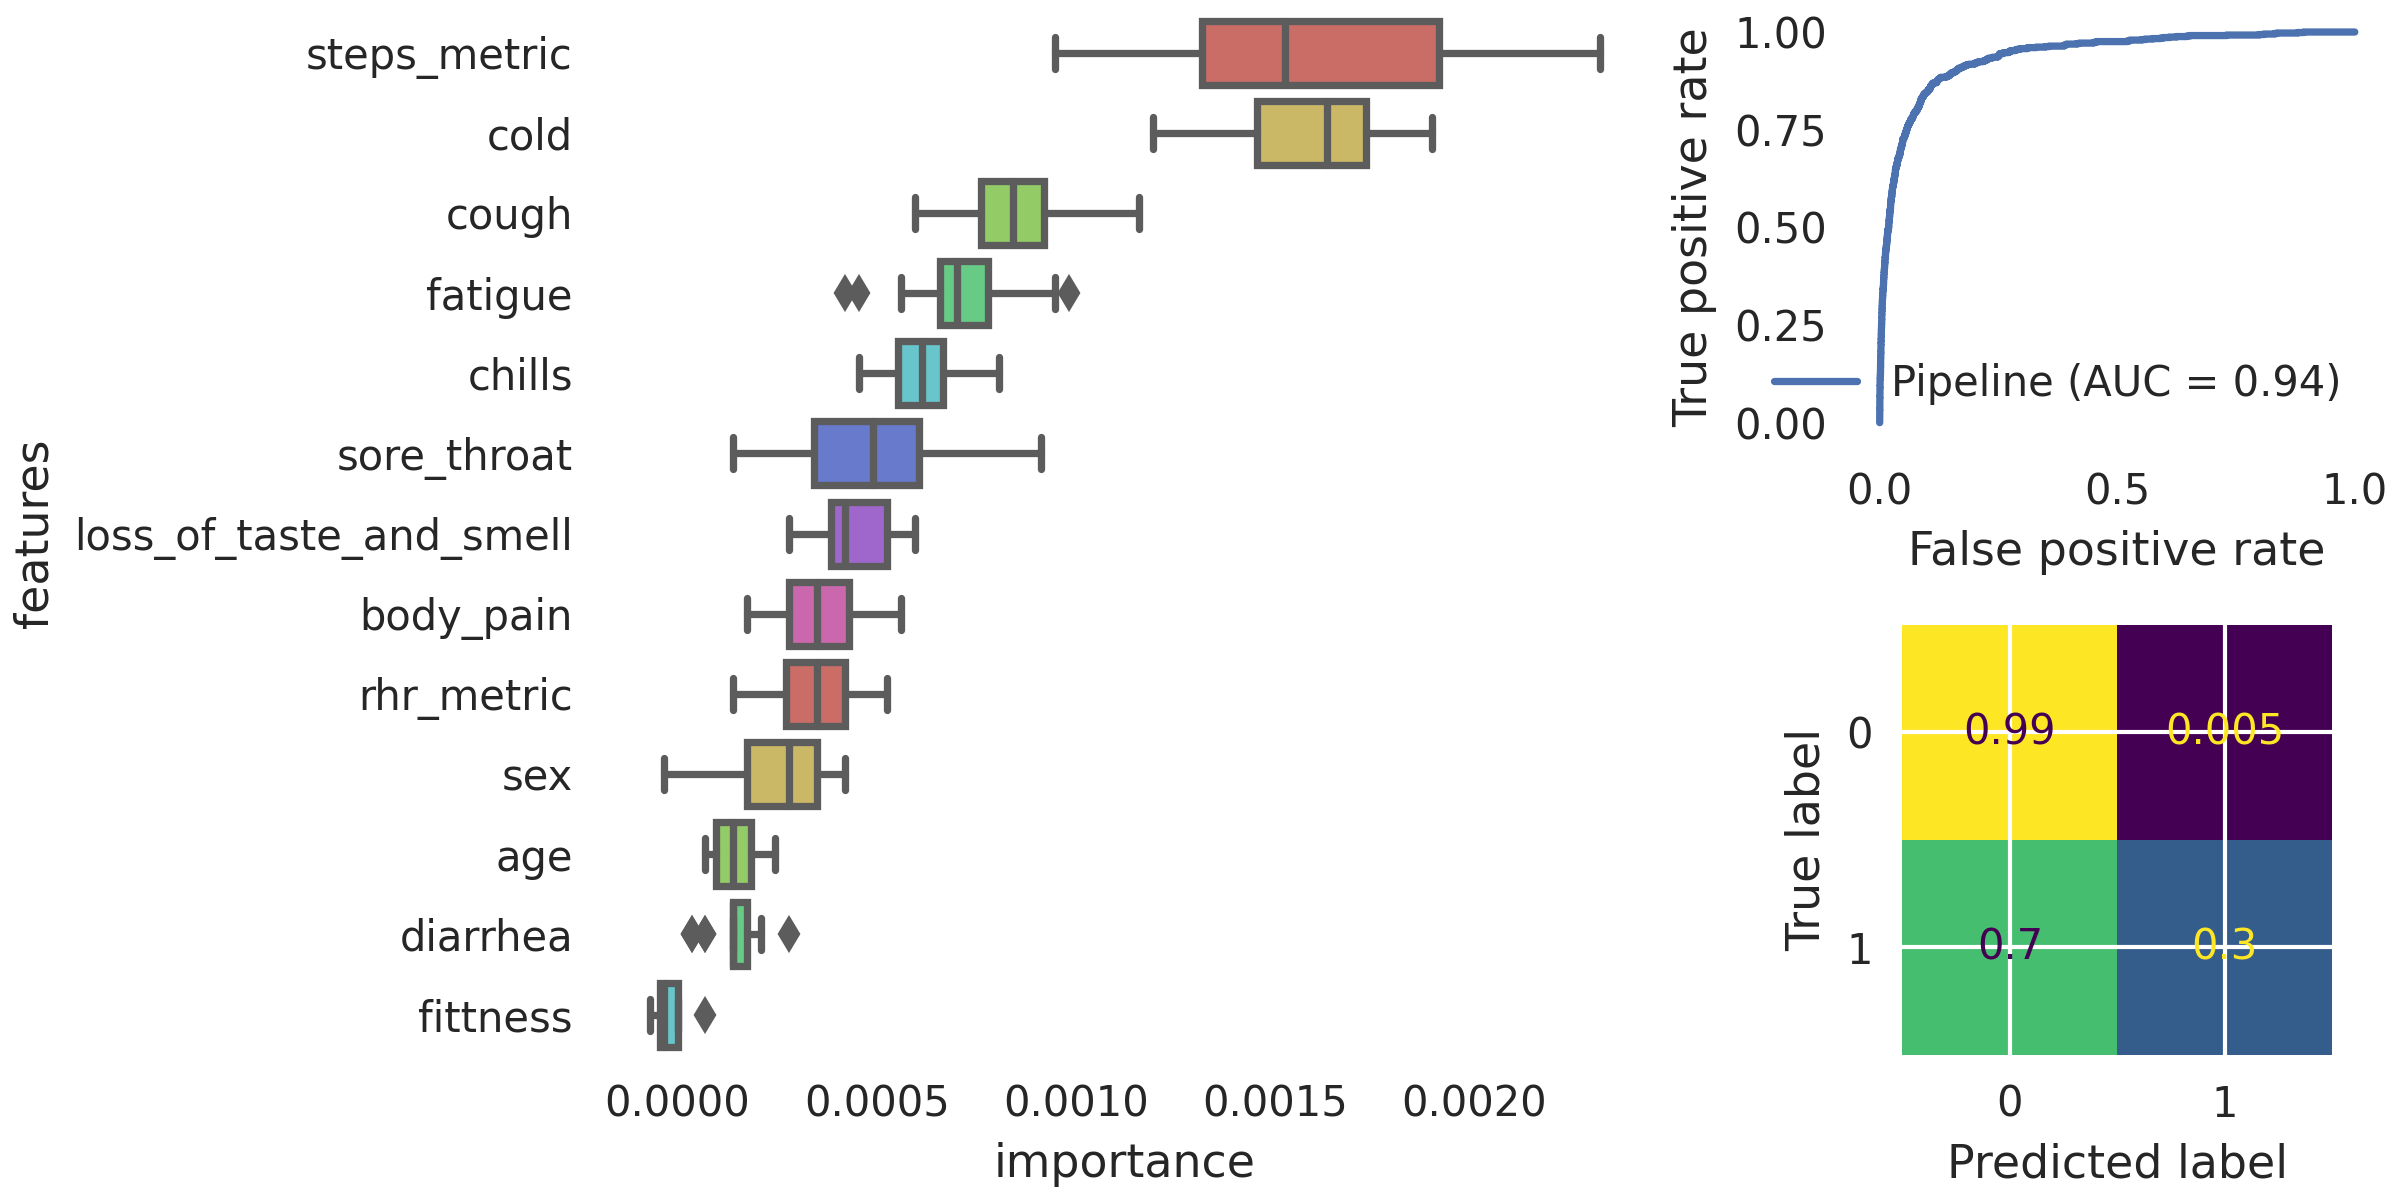 features
steps_metric
cold
cough
fatigue
chills
sore_throat
loss_of_taste_and_smell
body_pain
rhr_metric
sex
age
diarrhea
fittness
0.0000 0.0005 0.0010 0.0015 0.0020
importance
True positive rate
1.00
0.75
0.50
0.25
0.00
Pipeline (AUC = 0.94)
0.0 0.5 1.0
False positive rate
True label
0
1
0.99 0.005
0.7 0.3
0 1
Predicted label